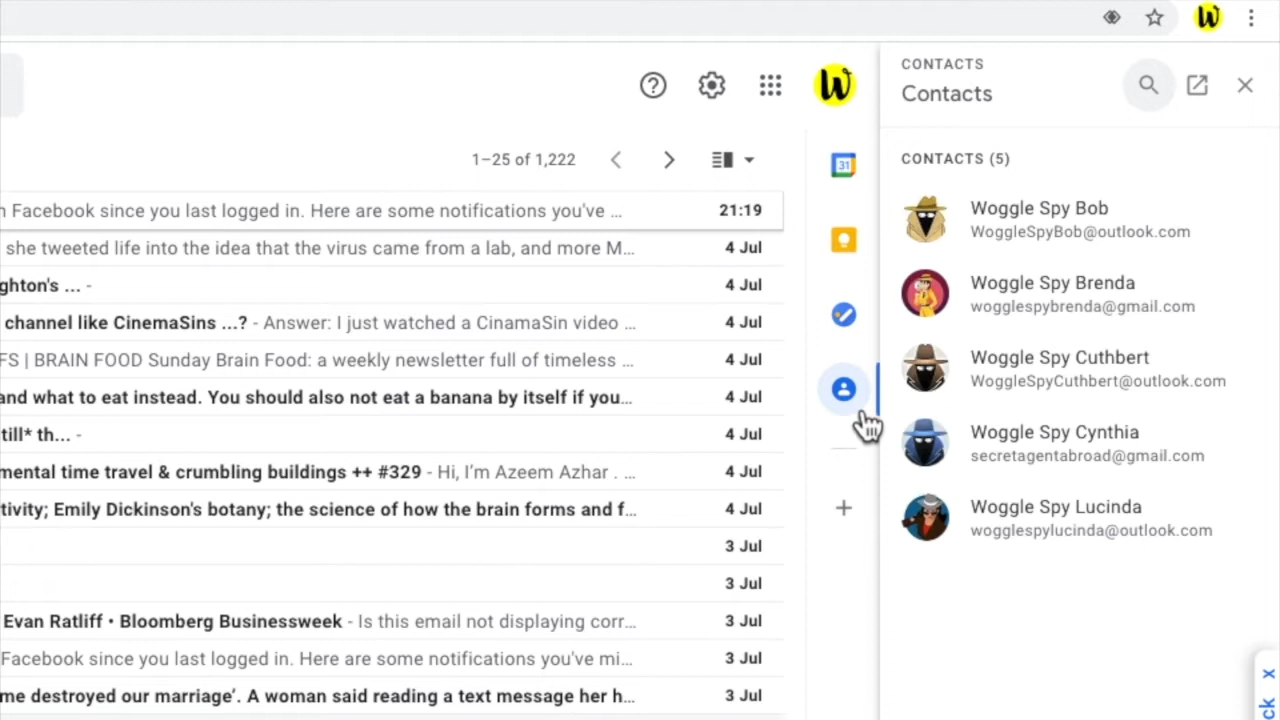 W
W
CONTACTS
Contacts
1–25 of 1,222
CONTACTS (5)
31
Woggle Spy Bob
WoggleSpyBob@outlook.com
Woggle Spy Brenda
wogglespybrenda@gmail.com
Woggle Spy Cuthbert
WoggleSpyCuthbert@outlook.com
Woggle Spy Cynthia
secretagentabroad@gmail.com
Woggle Spy Lucinda
wogglespylucinda@outlook.com
n Facebook since you last logged in. Here are some notifications you've … 21:19
she tweeted life into the idea that the virus came from a lab, and more M… 4 Jul
ghton's ... - 4 Jul
channel like CinemaSins ...? - Answer: I just watched a CinamaSin video … 4 Jul
FS | BRAIN FOOD Sunday Brain Food: a weekly newsletter full of timeless … 4 Jul
and what to eat instead. You should also not eat a banana by itself if you… 4 Jul
till* th... - 4 Jul
mental time travel & crumbling buildings ++ #329 - Hi, I’m Azeem Azhar . … 4 Jul
tivity; Emily Dickinson's botany; the science of how the brain forms and f… 4 Jul
3 Jul
3 Jul
Evan Ratliff • Bloomberg Businessweek - Is this email not displaying corr… 3 Jul
Facebook since you last logged in. Here are some notifications you've mi… 3 Jul
me destroyed our marriage’. A woman said reading a text message her h… 3 Jul
ck x